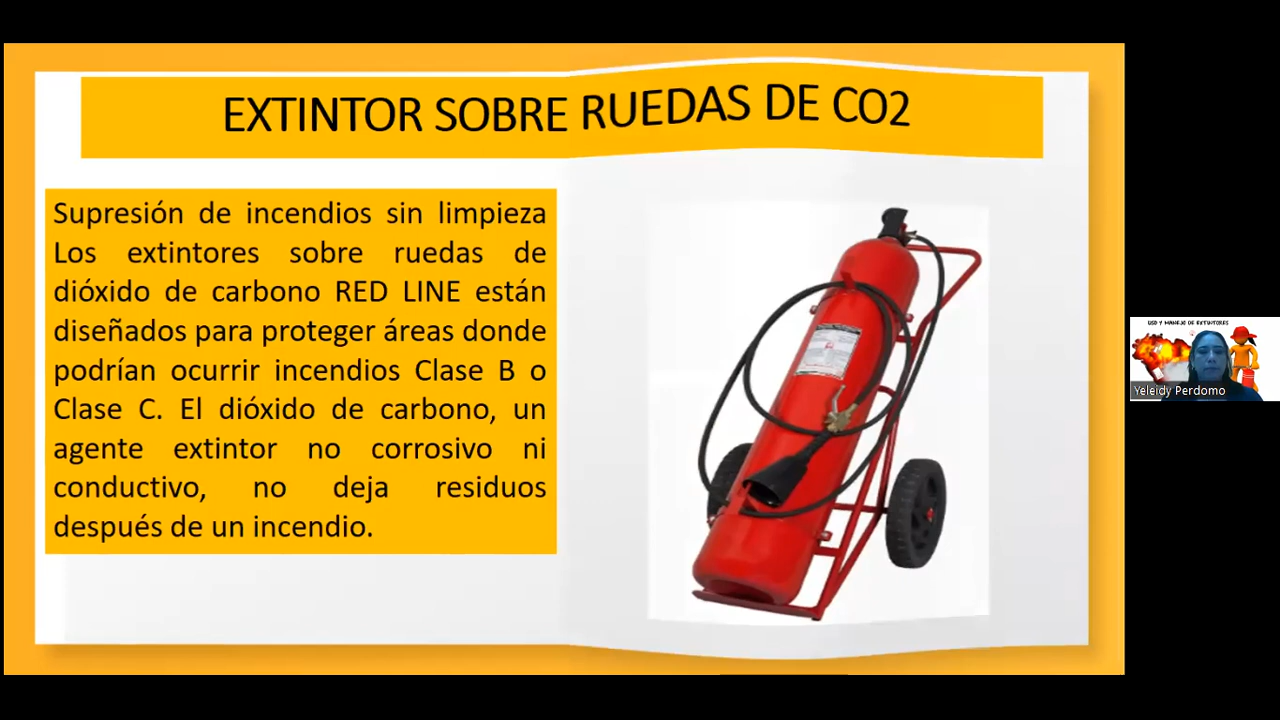 EXTINTOR SOBRE RUEDAS DE CO2
Supresión de incendios sin limpieza
Los extintores sobre ruedas de
dióxido de carbono RED LINE están
diseñados para proteger áreas donde
podrían ocurrir incendios Clase B o
Clase C. El dióxido de carbono, un
agente extintor no corrosivo ni
conductivo, no deja residuos
después de un incendio.
USO Y MANEJO DE EXTINTORES
Yeleidy Perdomo